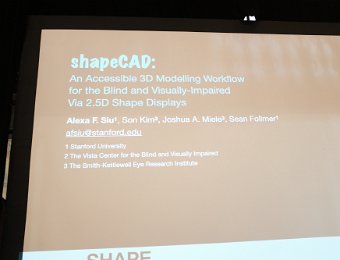 shapeCAD:
An Accessible 3D Modelling Workflow
for the Blind and Visually-Impaired
Via 2.5D Shape Displays
Alexa F. Siu¹, Son Kim², Joshua A. Miele³, Sean Follmer¹
afsiu@stanford.edu
1 Stanford University
2 The Vista Center for the Blind and Visually Impaired
3 The Smith-Kettlewell Eye Research Institute
SHAPE